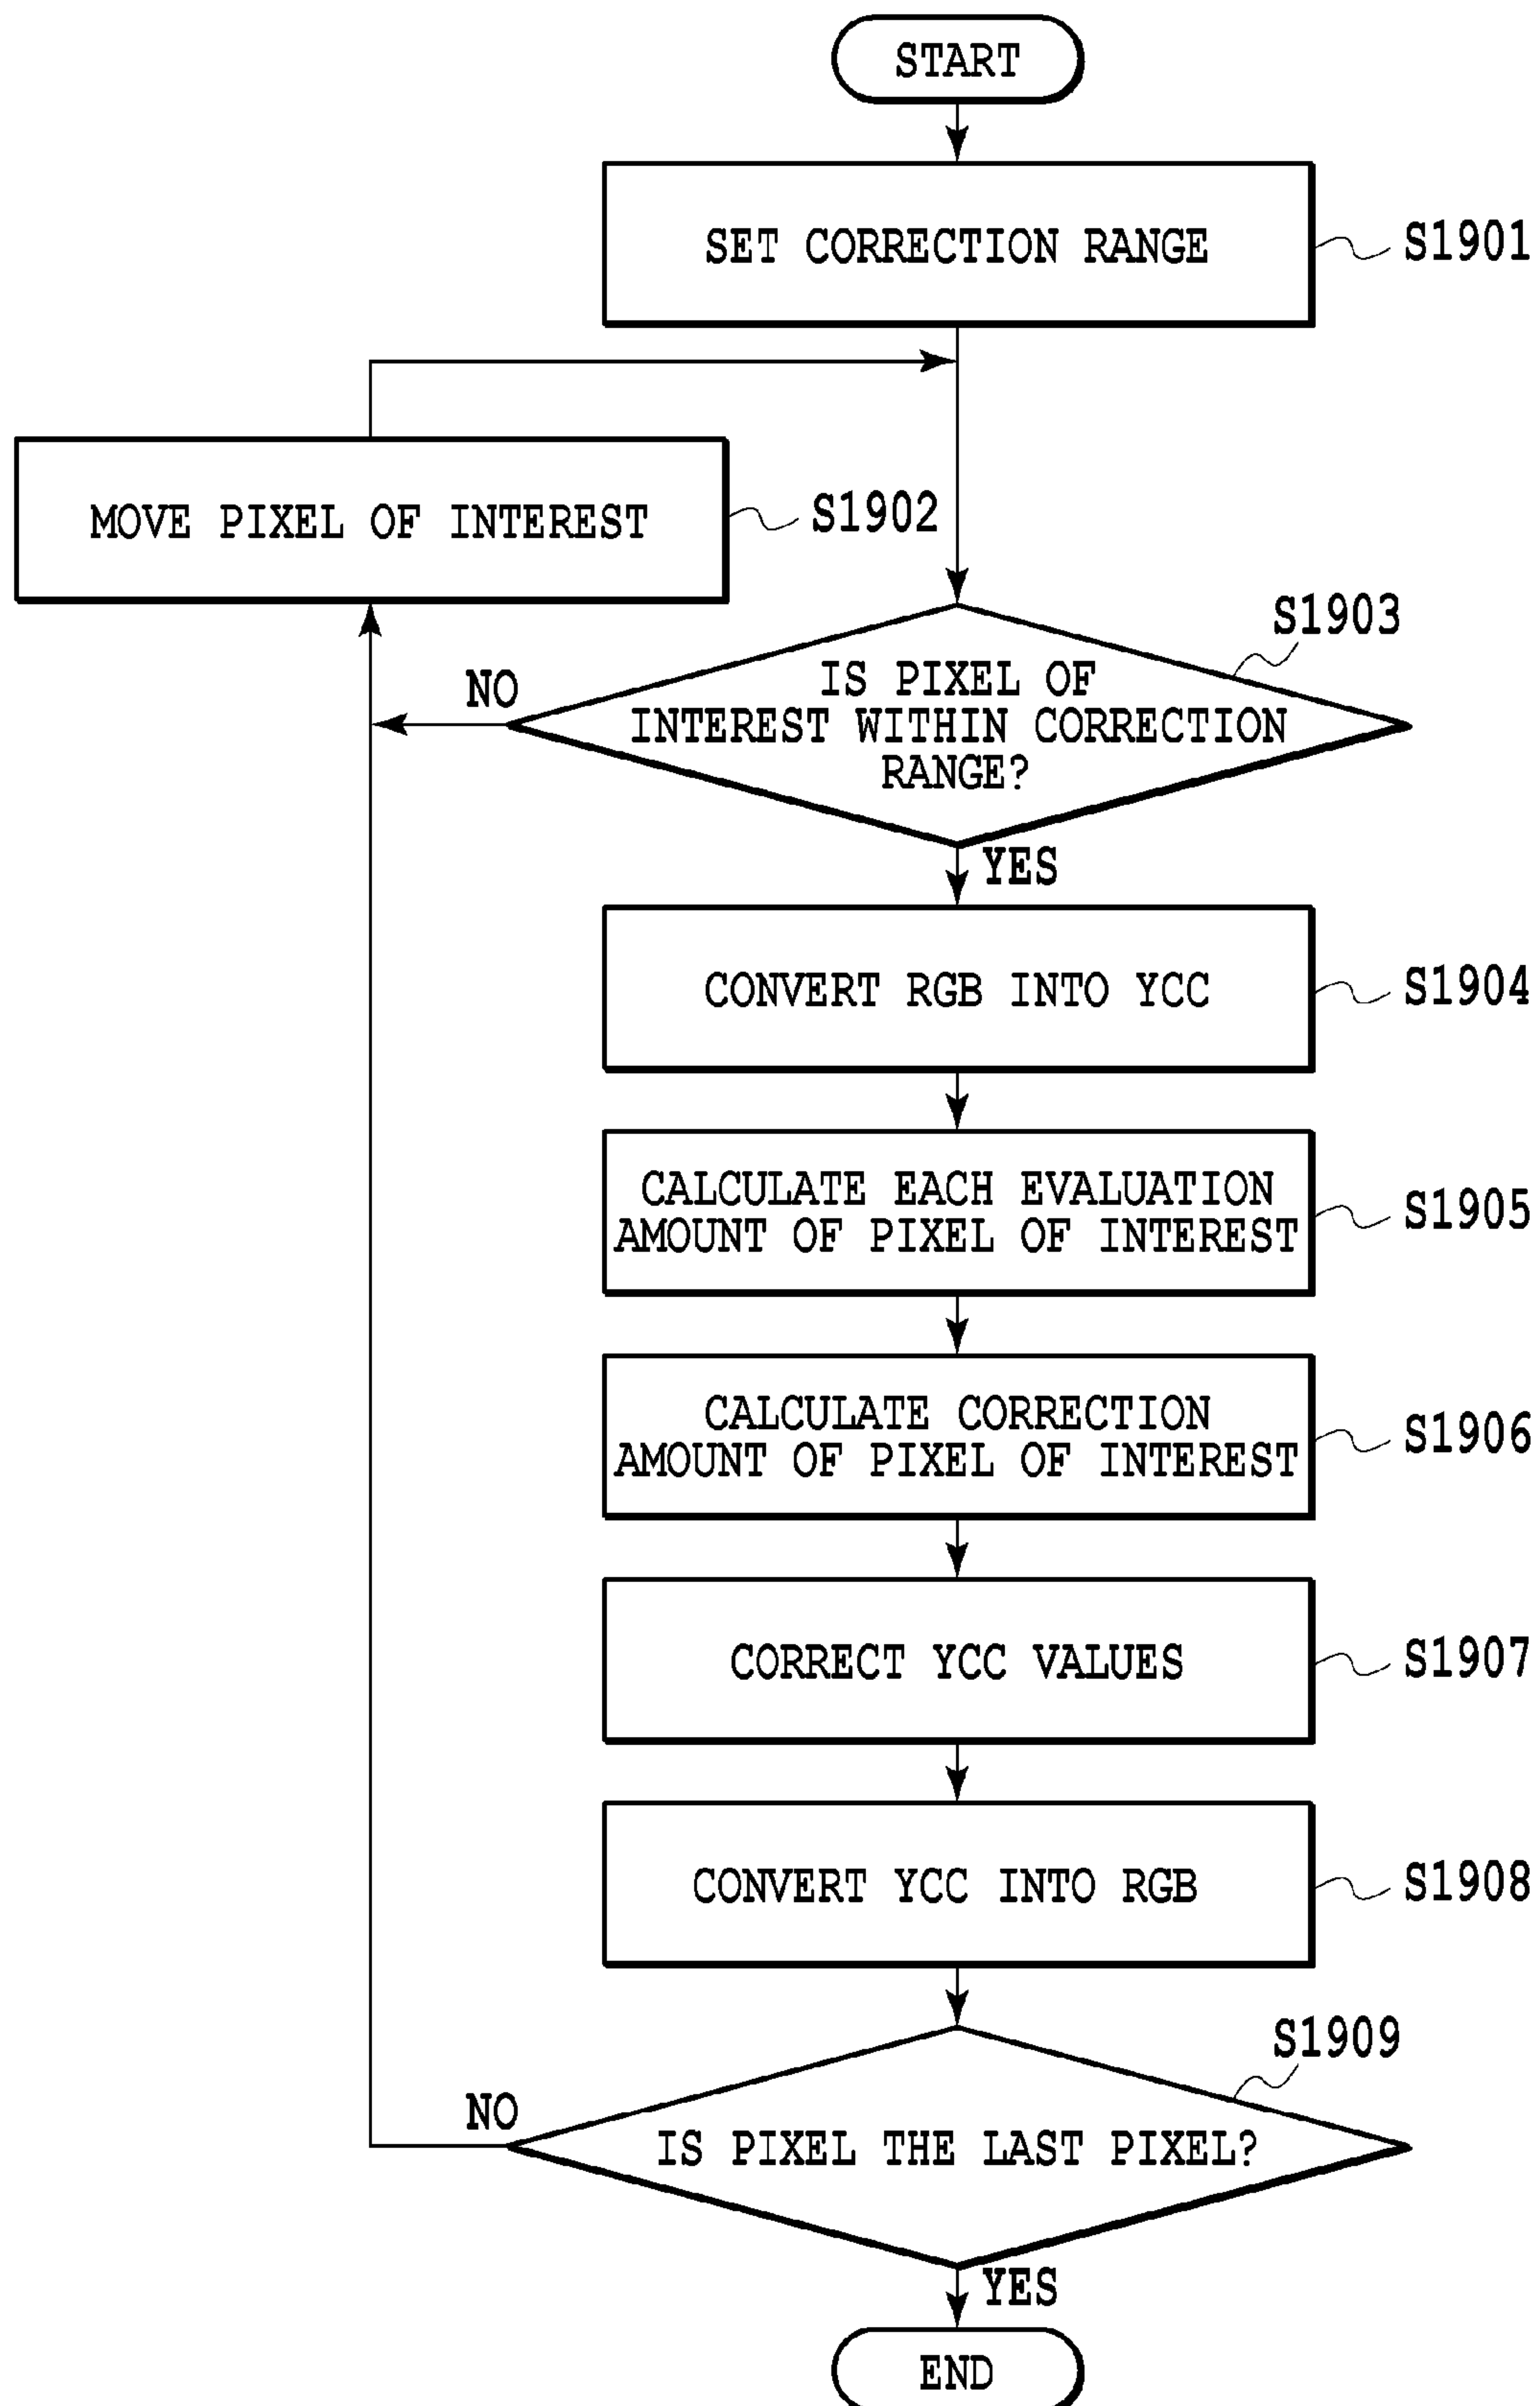 START
SET CORRECTION RANGE
S1901
MOVE PIXEL OF INTEREST
S1902
S1903
IS PIXEL OF
INTEREST WITHIN CORRECTION
RANGE?
NO
YES
CONVERT RGB INTO YCC
S1904
CALCULATE EACH EVALUATION
AMOUNT OF PIXEL OF INTEREST
S1905
CALCULATE CORRECTION
AMOUNT OF PIXEL OF INTEREST
S1906
CORRECT YCC VALUES
S1907
CONVERT YCC INTO RGB
S1908
S1909
NO
IS PIXEL THE LAST PIXEL?
YES
END